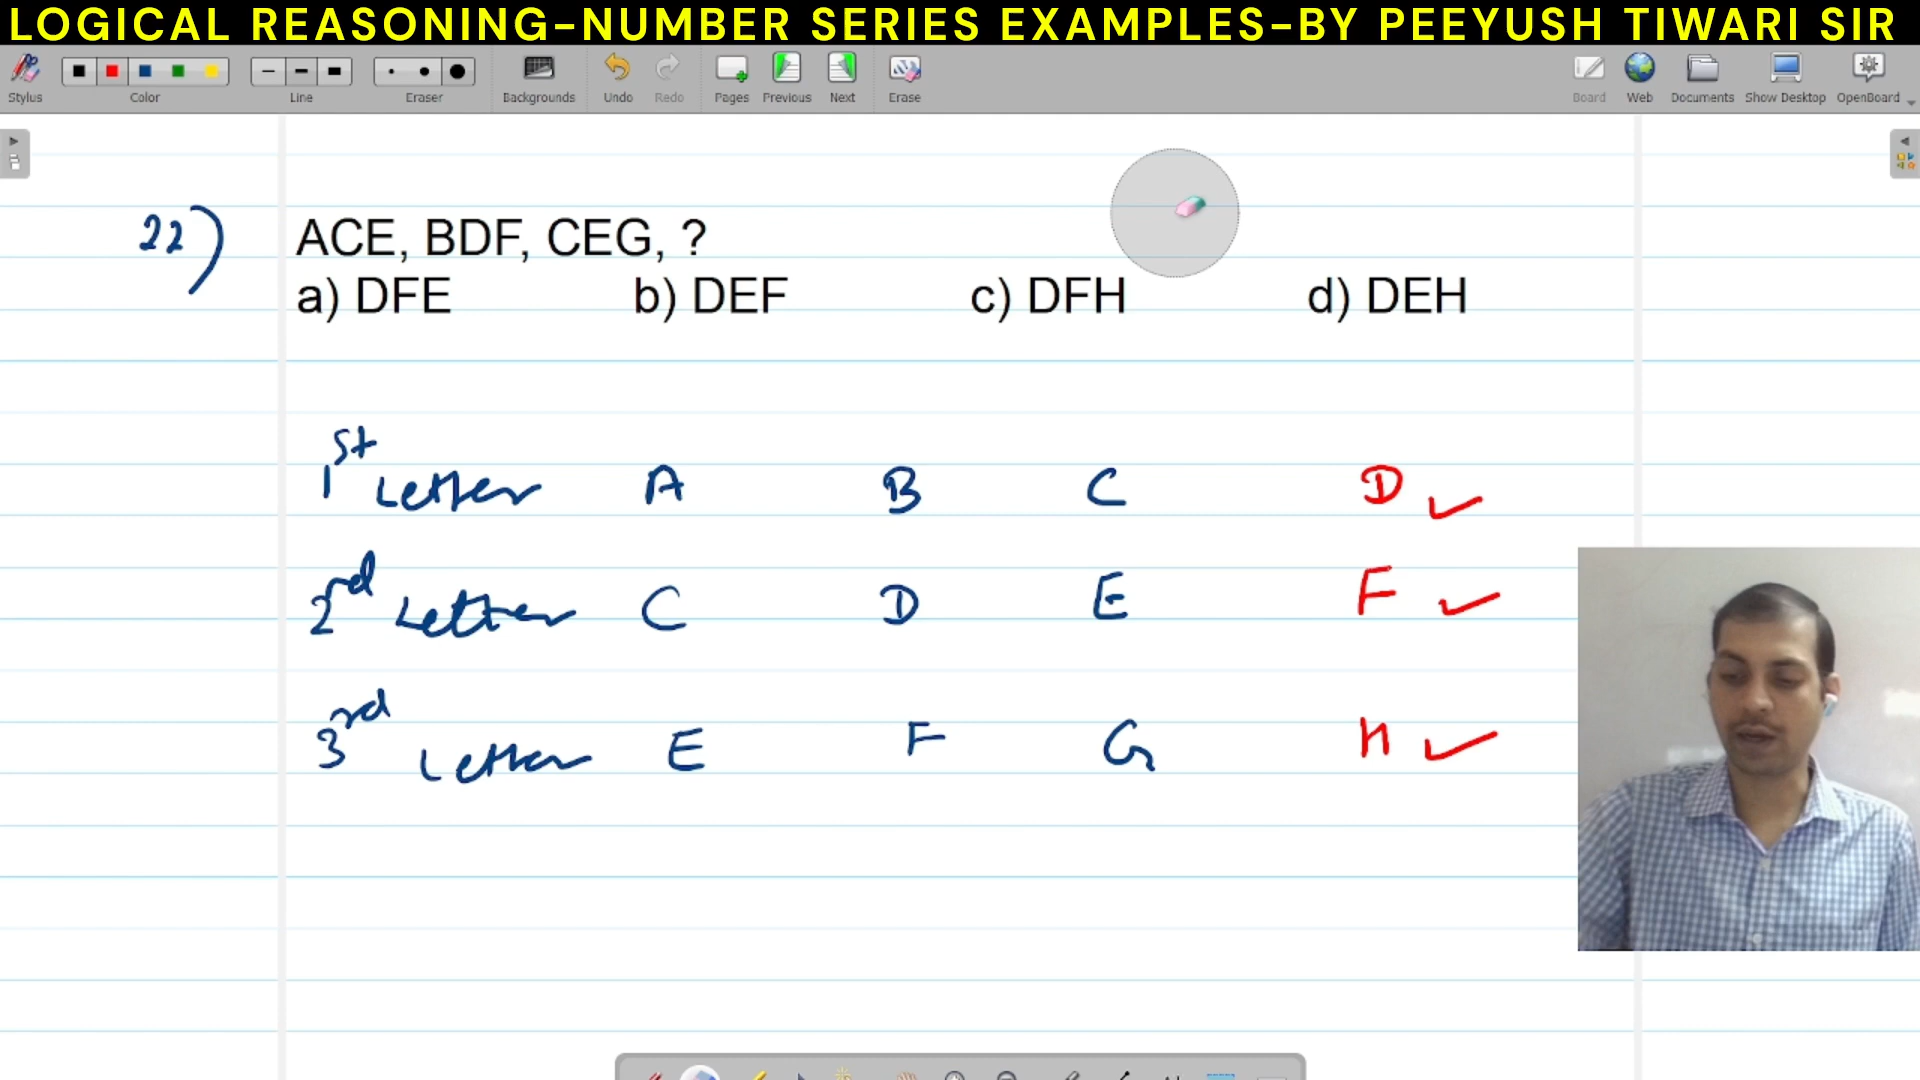 LOGICAL REASONING-NUMBER SERIES EXAMPLES-BY PEEYUSH TIWARI SIR
Stylus Color Line Eraser Backgrounds Undo Redo Pages Previous Next Erase Board Web Documents Show Desktop OpenBoard
22) ACE, BDF, CEG, ?
a) DFE b) DEF c) DFH d) DEH
1st Letter A B C D ✓
2rd Letter C D E F ✓
3rd Letter E F G H ✓